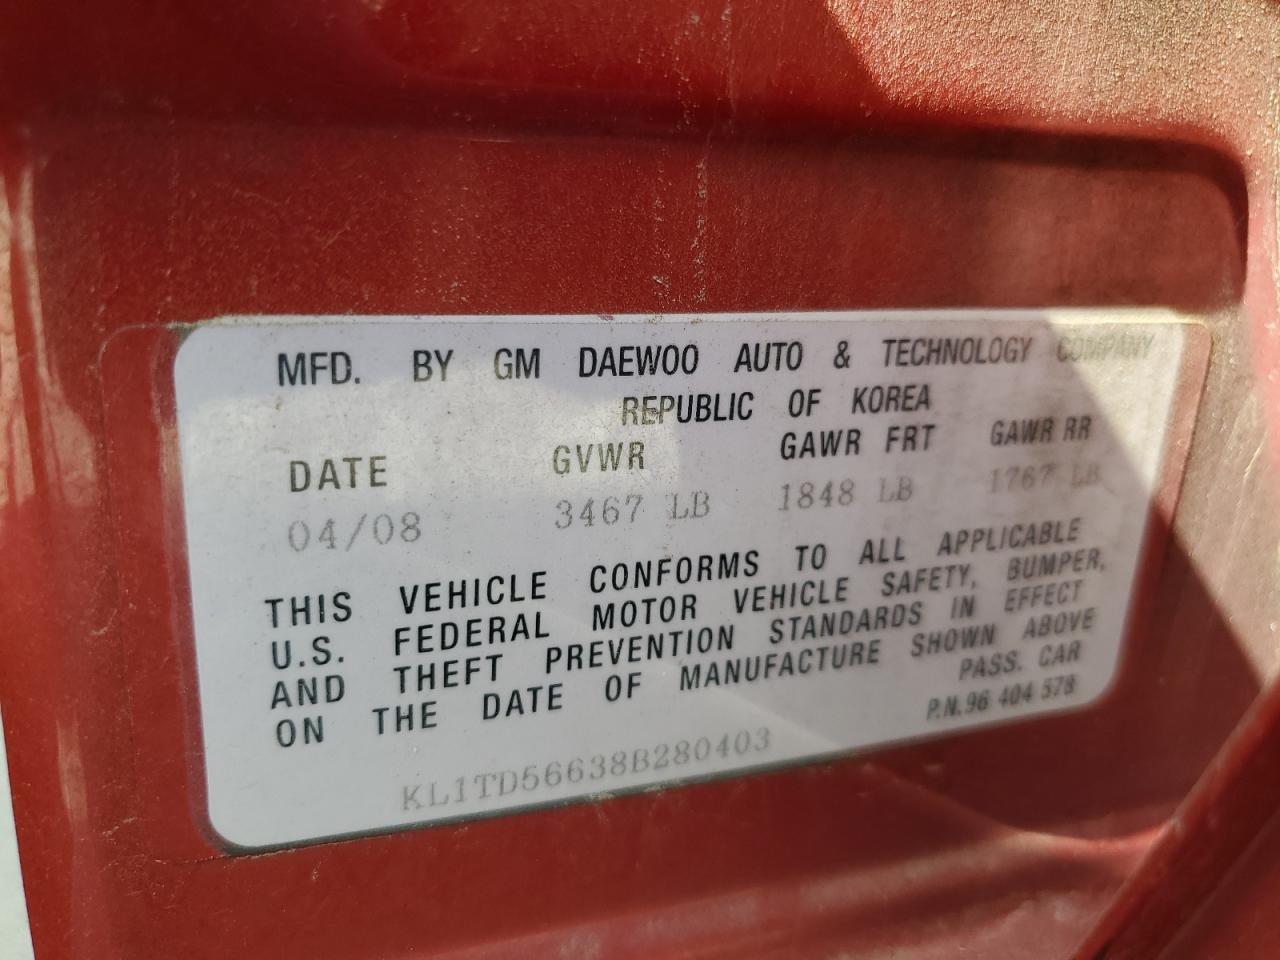 MFD. BY GM DAEWOO AUTO & TECHNOLOGY COMPANY
REPUBLIC OF KOREA
DATE GVWR GAWR FRT GAWR RR
04/08 3467 LB 1848 LB 1767 LB
THIS VEHICLE CONFORMS TO ALL APPLICABLE
U.S. FEDERAL MOTOR VEHICLE SAFETY, BUMPER,
AND THEFT PREVENTION STANDARDS IN EFFECT
ON THE DATE OF MANUFACTURE SHOWN ABOVE
PASS. CAR
P.N. 96 404 578
KL1TD56638B280403